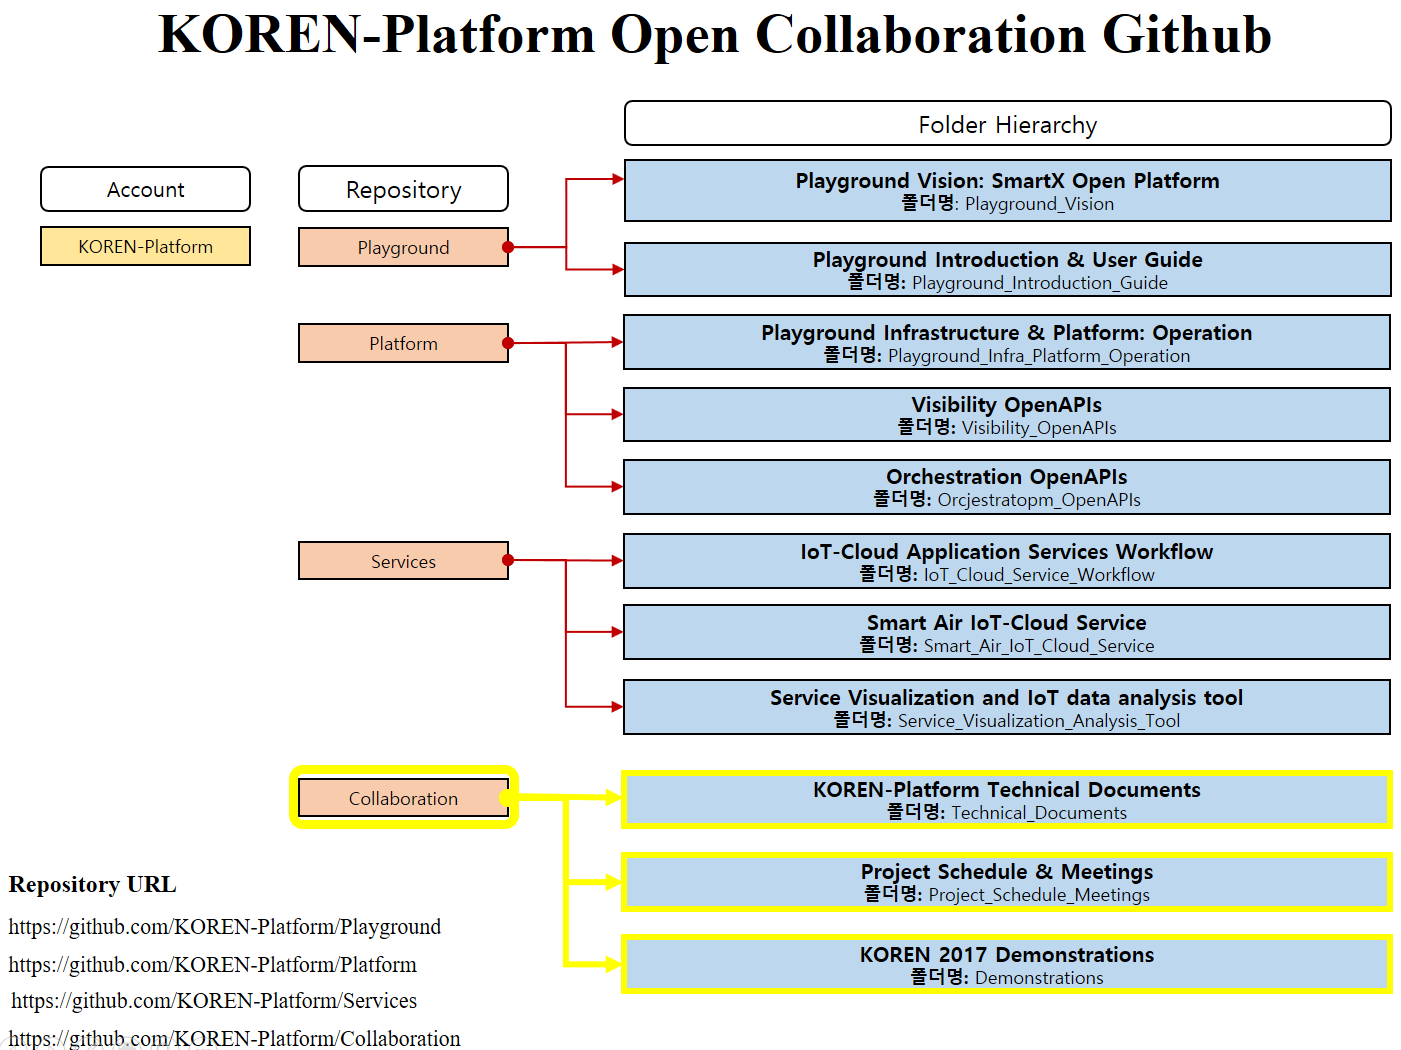 KOREN-Platform Open Collaboration Github
Folder Hierarchy
Account
Repository
KOREN-Platform
Playground
Playground Vision: SmartX Open Platform
폴더명: Playground_Vision
Playground Introduction & User Guide
폴더명: Playground_Introduction_Guide
Platform
Playground Infrastructure & Platform: Operation
폴더명: Playground_Infra_Platform_Operation
Visibility OpenAPIs
폴더명: Visibility_OpenAPIs
Orchestration OpenAPIs
폴더명: Orcjestratopm_OpenAPIs
Services
IoT-Cloud Application Services Workflow
폴더명: IoT_Cloud_Service_Workflow
Smart Air IoT-Cloud Service
폴더명: Smart_Air_IoT_Cloud_Service
Service Visualization and IoT data analysis tool
폴더명: Service_Visualization_Analysis_Tool
Collaboration
KOREN-Platform Technical Documents
폴더명: Technical_Documents
Project Schedule & Meetings
폴더명: Project_Schedule_Meetings
KOREN 2017 Demonstrations
폴더명: Demonstrations
Repository URL
https://github.com/KOREN-Platform/Playground
https://github.com/KOREN-Platform/Platform
https://github.com/KOREN-Platform/Services
https://github.com/KOREN-Platform/Collaboration